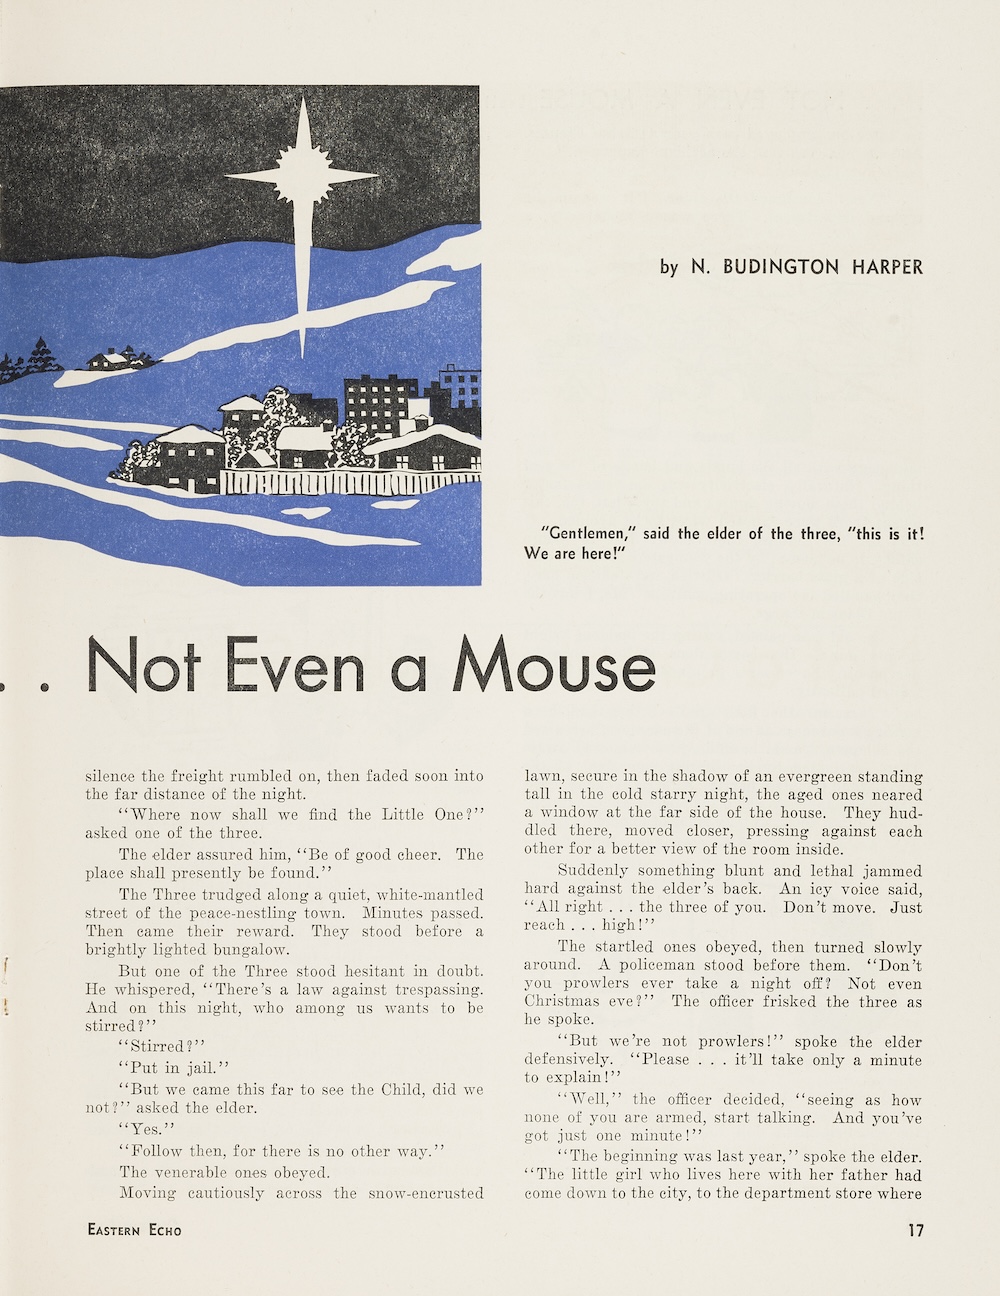 by N. BUDINGTON HARPER
"Gentlemen," said the elder of the three, "this is it!
We are here!"
. . Not Even a Mouse
silence the freight rumbled on, then faded soon into
the far distance of the night.
"Where now shall we find the Little One?"
asked one of the three.
The elder assured him, "Be of good cheer. The
place shall presently be found."
The Three trudged along a quiet, white-mantled
street of the peace-nestling town. Minutes passed.
Then came their reward. They stood before a
brightly lighted bungalow.
But one of the Three stood hesitant in doubt.
He whispered, "There's a law against trespassing.
And on this night, who among us wants to be
stirred?"
"Stirred?"
"Put in jail."
"But we came this far to see the Child, did we
not?" asked the elder.
"Yes."
"Follow then, for there is no other way."
The venerable ones obeyed.
Moving cautiously across the snow-encrusted
lawn, secure in the shadow of an evergreen standing
tall in the cold starry night, the aged ones neared
a window at the far side of the house. They hud-
dled there, moved closer, pressing against each
other for a better view of the room inside.
Suddenly something blunt and lethal jammed
hard against the elder's back. An icy voice said,
"All right . . . the three of you. Don't move. Just
reach . . . high!"
The startled ones obeyed, then turned slowly
around. A policeman stood before them. "Don't
you prowlers ever take a night off? Not even
Christmas eve?" The officer frisked the three as
he spoke.
"But we're not prowlers!" spoke the elder
defensively. "Please . . . it'll take only a minute
to explain!"
"Well," the officer decided, "seeing as how
none of you are armed, start talking. And you've
got just one minute!"
"The beginning was last year," spoke the elder.
"The little girl who lives here with her father had
come down to the city, to the department store where
EASTERN ECHO
17